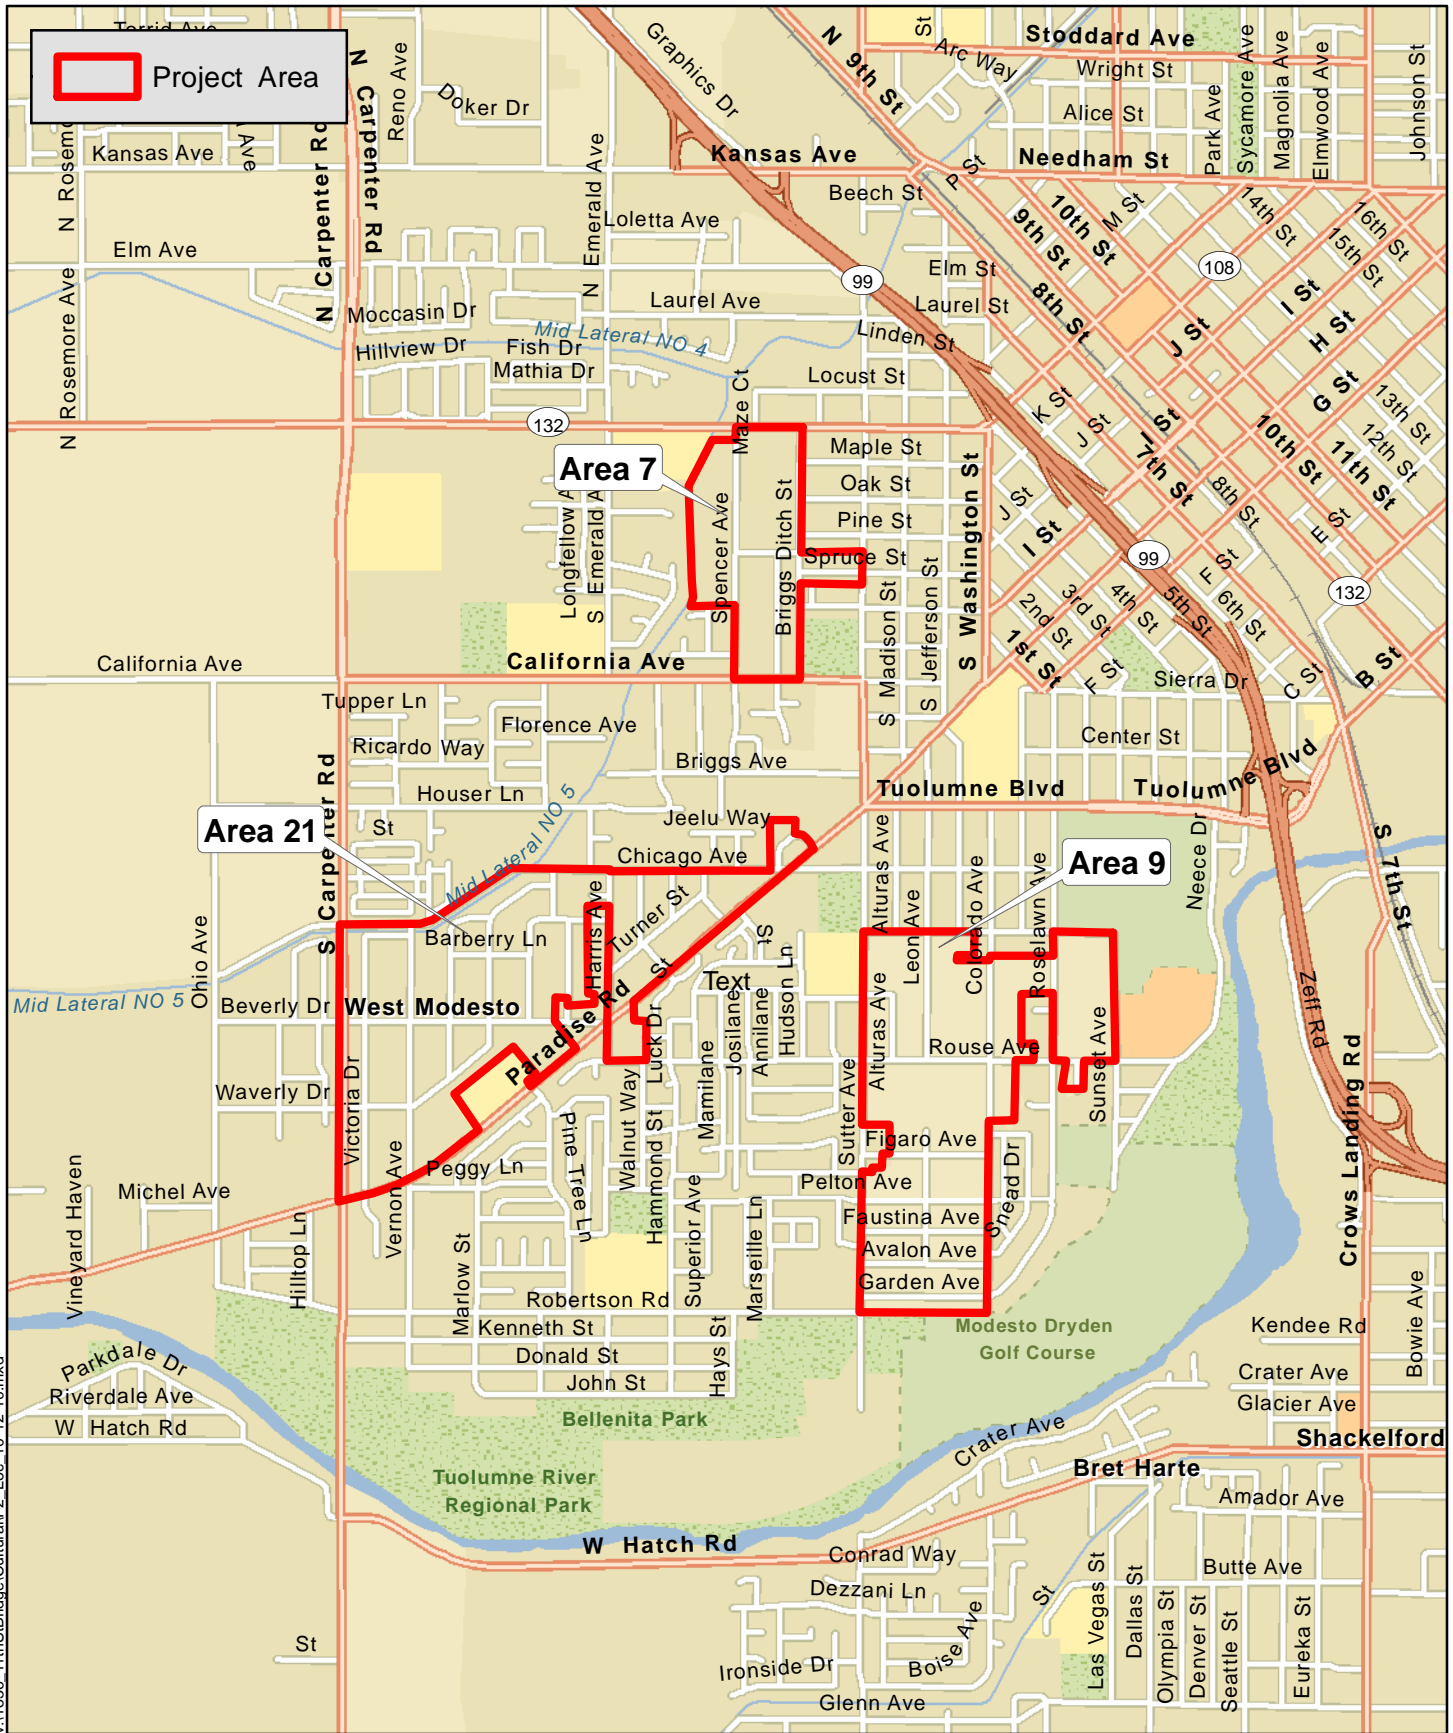 Project Area
N Carpenter Rd
N Carpenter Rd
Reno Ave
Doker Dr
Graphics Dr
N 9th St
St
Arc Way
Stoddard Ave
Wright St
Alice St
Park Ave
Sycamore Ave
Magnolia Ave
Elmwood Ave
Johnson St
Kansas Ave
Ave
N Emerald Ave
Kansas Ave
Needham St
P St
Beech St
M St
10th St
9th St
14th St
16th St
15th St
Loletta Ave
Elm Ave
Elm St
99
108
Laurel Ave
Laurel St
Linden St
8th St
I St
H St
J St
G St
Moccasin Dr
Hillview Dr
Fish Dr
Mathia Dr
Mid Lateral NO 4
N Rosemore Ave
Locust St
Maze Ct
K St
J St
I St
7th St
10th St
13th St
12th St
11th St
132
Area 7
Maple St
Oak St
Pine St
Spruce St
Spencer Ave
Briggs Ditch St
S Emerald A
S Washington St
J St
I St
8th St
E St
F St
99
132
S Madison St
S Jefferson St
2nd St
3rd St
4th St
5th St
6th St
1st St
F St
C St
B St
Sierra Dr
California Ave
California Ave
Tupper Ln
Florence Ave
Ricardo Way
Briggs Ave
Center St
Houser Ln
Tuolumne Blvd
Tuolumne Blvd
Mid Lateral NO 5
Jeelu Way
St
Area 21
S Carpenter Rd
Chicago Ave
Area 9
Neece Dr
S 7th St
Alturas Ave
Leon Ave
Colorado Ave
Roselawn Ave
Harris Ave
Turner St
Barberry Ln
St
St
Text
Ohio Ave
Mid Lateral NO 5
Beverly Dr
West Modesto
Paradise Rd
Luck Dr
Josilane
Annilane
Hudson Ln
Alturas Ave
Rouse Ave
Sunset Ave
Zeff Rd
Crows Landing Rd
Waverly Dr
Victoria Dr
Mamilane
Sutter Ave
Figaro Ave
Pelton Ave
Faustina Ave
Avalon Ave
Garden Ave
Snead Dr
Walnut Way
Hammond St
Pine Tree Ln
Peggy Ln
Vernon Ave
Michel Ave
Vineyard Haven
Hilltop Ln
Marlow St
Superior Ave
Marseille Ln
Robertson Rd
Kenneth St
Donald St
John St
Hays St
Modesto Dryden
Golf Course
Kendee Rd
Bowie Ave
Crater Ave
Glacier Ave
Shackelford
Parkdale Dr
Riverdale Ave
W Hatch Rd
Bellenita Park
Crater Ave
Bret Harte
Tuolumne River
Regional Park
Amador Ave
W Hatch Rd
Conrad Way
Dezzani Ln
Butte Ave
St
Las Vegas St
Dallas St
Olympia St
Denver St
Seattle St
Eureka St
St
Ironside Dr
Boise Ave
Glenn Ave